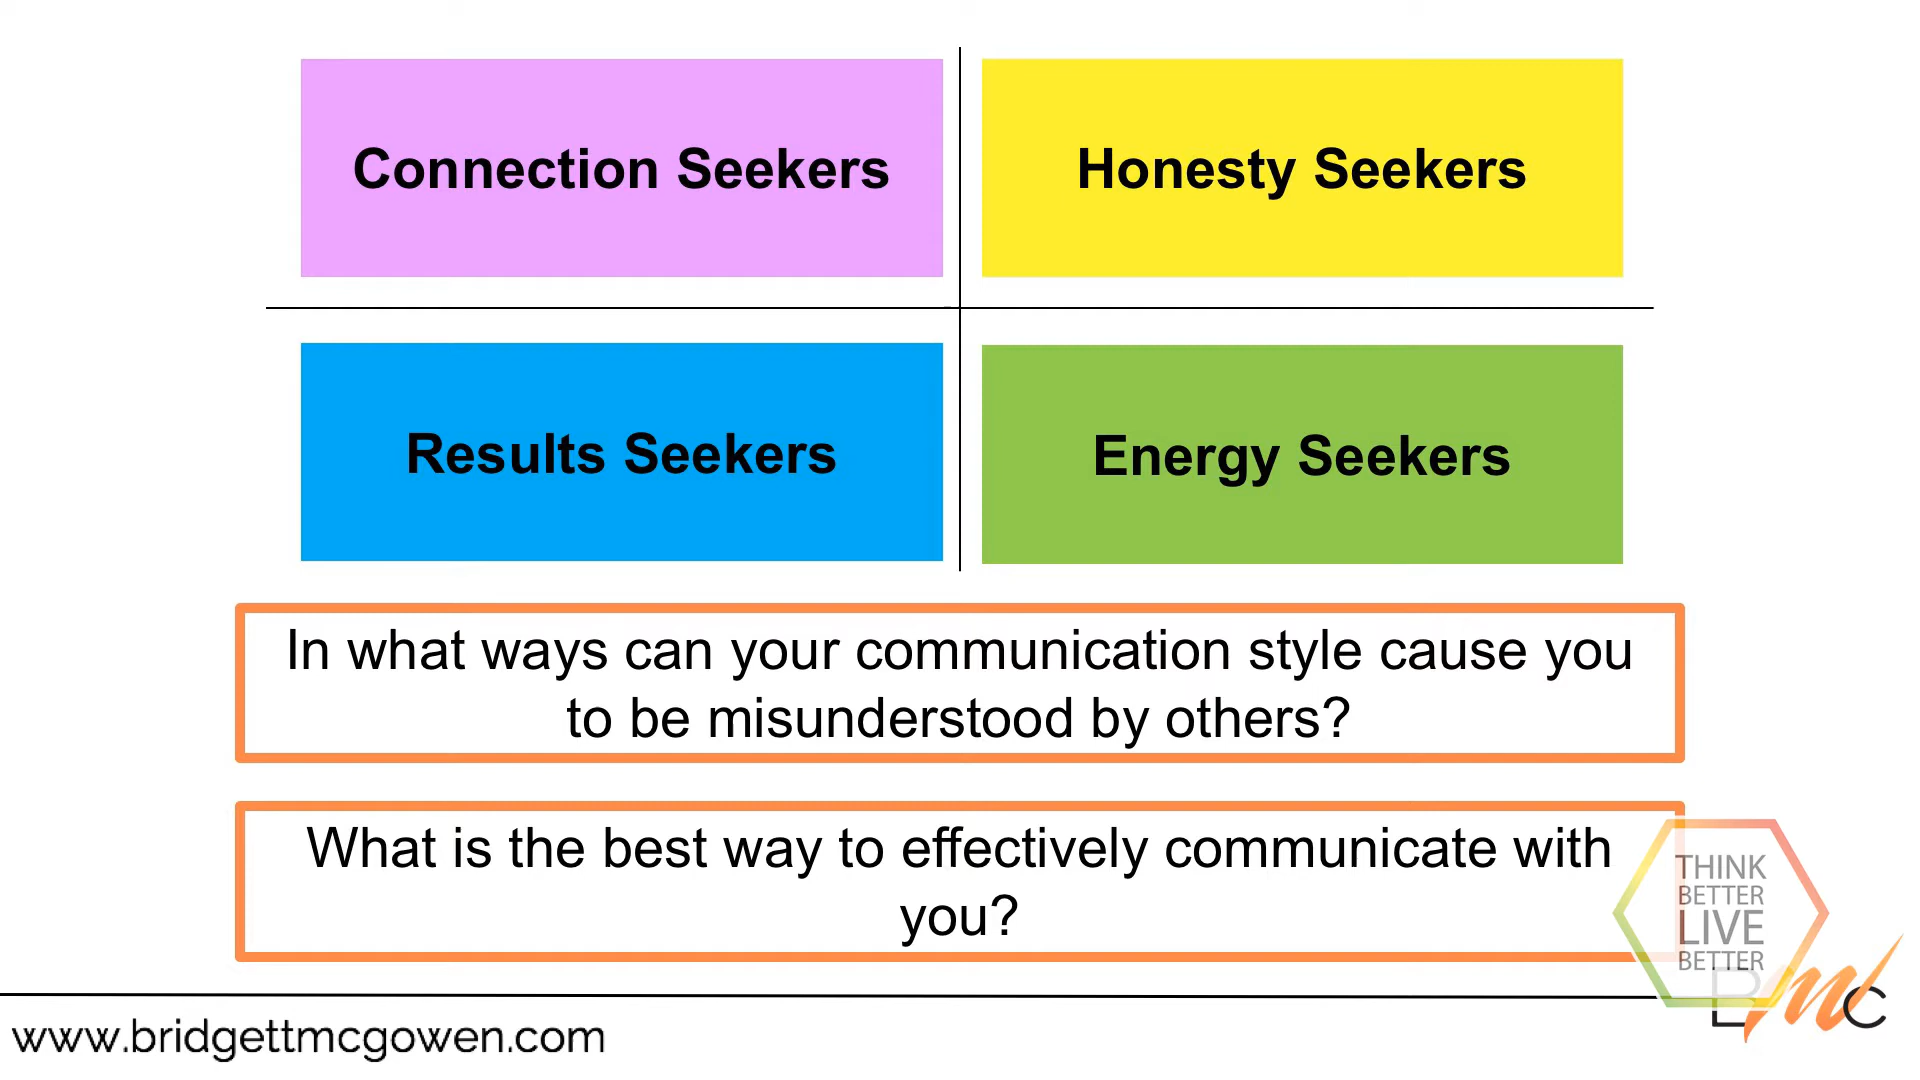 Connection Seekers
Honesty Seekers
Results Seekers
Energy Seekers
In what ways can your communication style cause you
to be misunderstood by others?
What is the best way to effectively communicate with
you?
THINK
BETTER
LIVE
BETTER
BMC
www.bridgettmcgowen.com